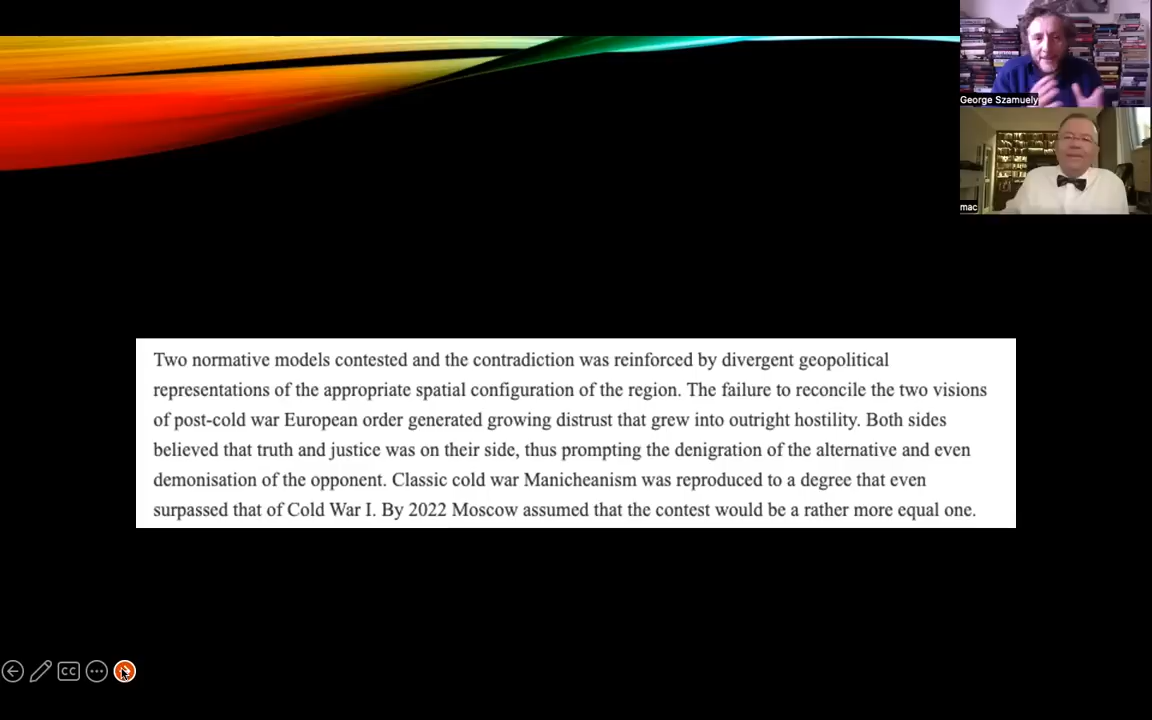 George Szamuely
mac
Two normative models contested and the contradiction was reinforced by divergent geopolitical
representations of the appropriate spatial configuration of the region. The failure to reconcile the two visions
of post-cold war European order generated growing distrust that grew into outright hostility. Both sides
believed that truth and justice was on their side, thus prompting the denigration of the alternative and even
demonisation of the opponent. Classic cold war Manicheanism was reproduced to a degree that even
surpassed that of Cold War I. By 2022 Moscow assumed that the contest would be a rather more equal one.
CC